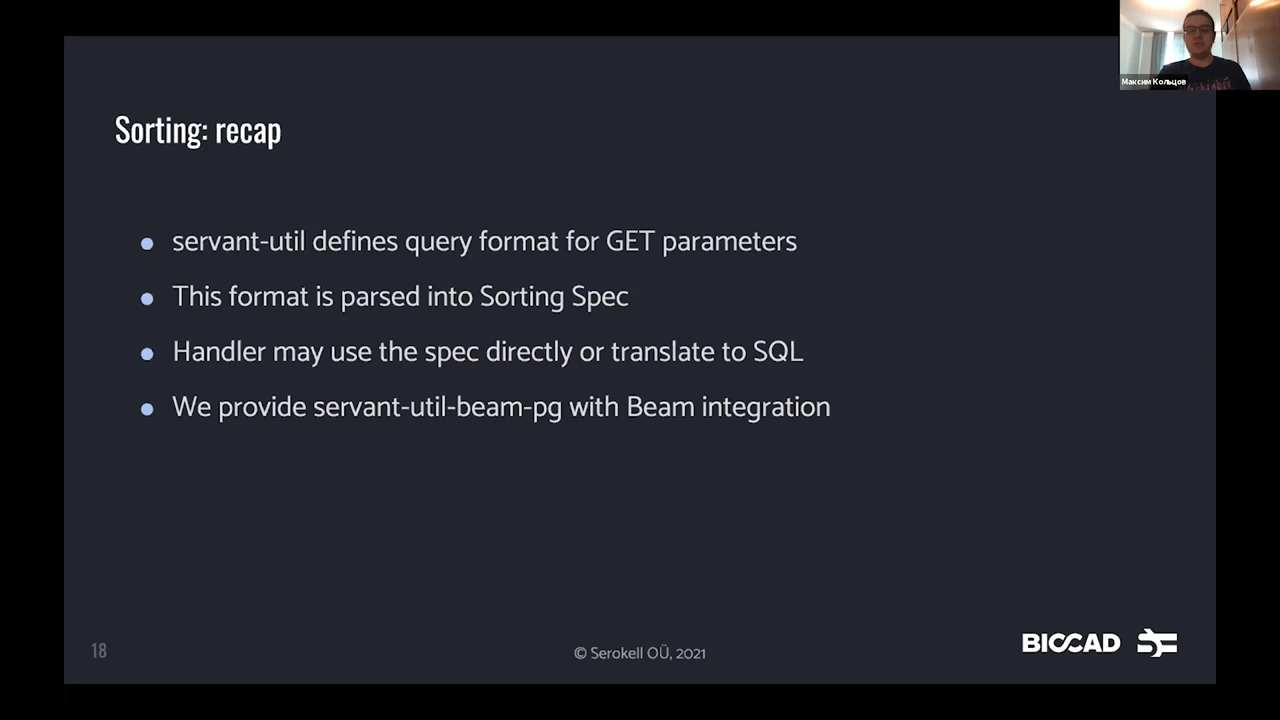 Максим Кольцов
Sorting: recap
servant-util defines query format for GET parameters
This format is parsed into Sorting Spec
Handler may use the spec directly or translate to SQL
We provide servant-util-beam-pg with Beam integration
18
© Serokell OÜ, 2021
BIOCAD